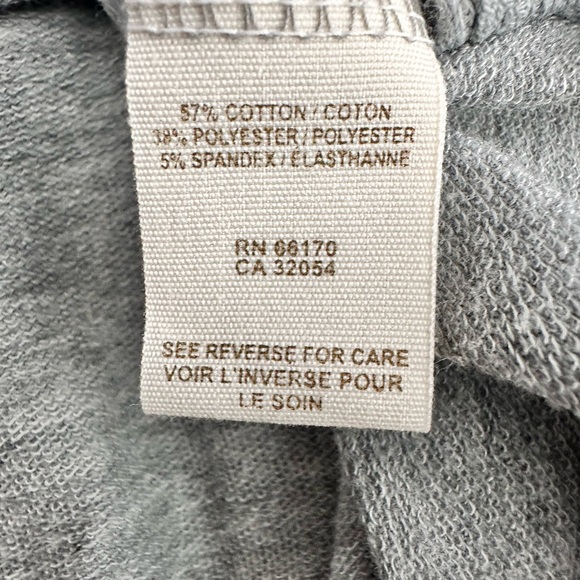 57% COTTON / COTON
38% POLYESTER / POLYESTER
5% SPANDEX / ÉLASTHANNE
RN 66170
CA 32054
SEE REVERSE FOR CARE
VOIR L'INVERSE POUR
LE SOIN